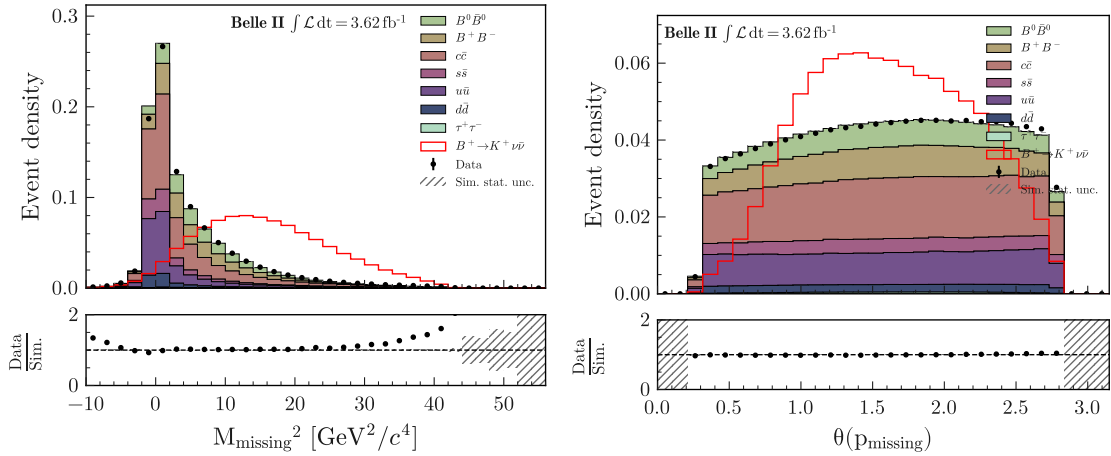 Belle II ∫ 𝓛 dt = 3.62 fb⁻¹
B⁰B̄⁰
B⁺B⁻
cc̄
ss̄
uū
dd̄
τ⁺τ⁻
B⁺→K⁺νν̄
Data
Sim. stat. unc.
Event density
0.3
0.2
0.1
0.0
Data
Sim.
2
1
0
−10 0 10 20 30 40 50
M_missing² [GeV²/c⁴]
Belle II ∫ 𝓛 dt = 3.62 fb⁻¹
B⁰B̄⁰
B⁺B⁻
cc̄
ss̄
uū
dd̄
τ⁺τ⁻
B⁺→K⁺νν̄
Data
Sim. stat. unc.
Event density
0.06
0.04
0.02
0.00
Data
Sim.
2
1
0
0.0 0.5 1.0 1.5 2.0 2.5 3.0
θ(p_missing)